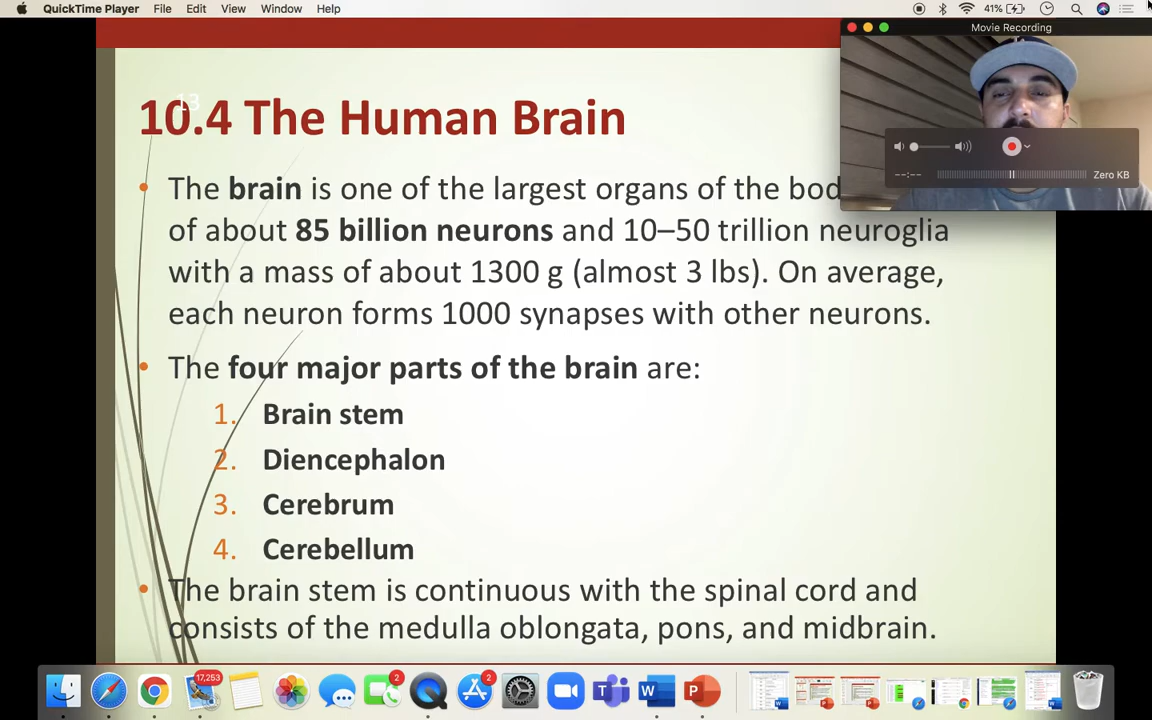 QuickTime Player File Edit View Window Help 41%
Movie Recording
13
10.4 The Human Brain
--:-- Zero KB
• The brain is one of the largest organs of the
of about 85 billion neurons and 10–50 trillion neuroglia
with a mass of about 1300 g (almost 3 lbs). On average,
each neuron forms 1000 synapses with other neurons.
• The four major parts of the brain are:
1. Brain stem
2. Diencephalon
3. Cerebrum
4. Cerebellum
• The brain stem is continuous with the spinal cord and
consists of the medulla oblongata, pons, and midbrain.
17,253 2 2